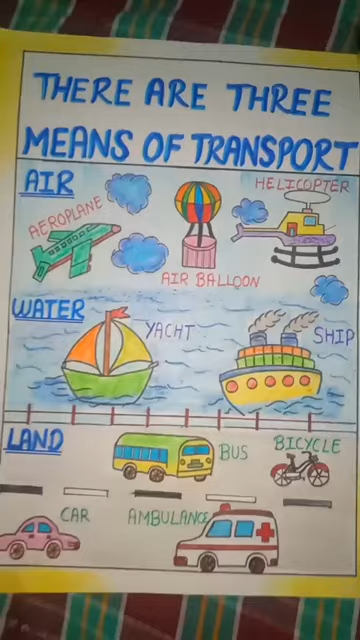 THERE ARE THREE
MEANS OF TRANSPORT
AIR
HELICOPTER
AEROPLANE
AIR BALLOON
WATER
YACHT
SHIP
LAND
BUS
BICYCLE
CAR
AMBULANCE